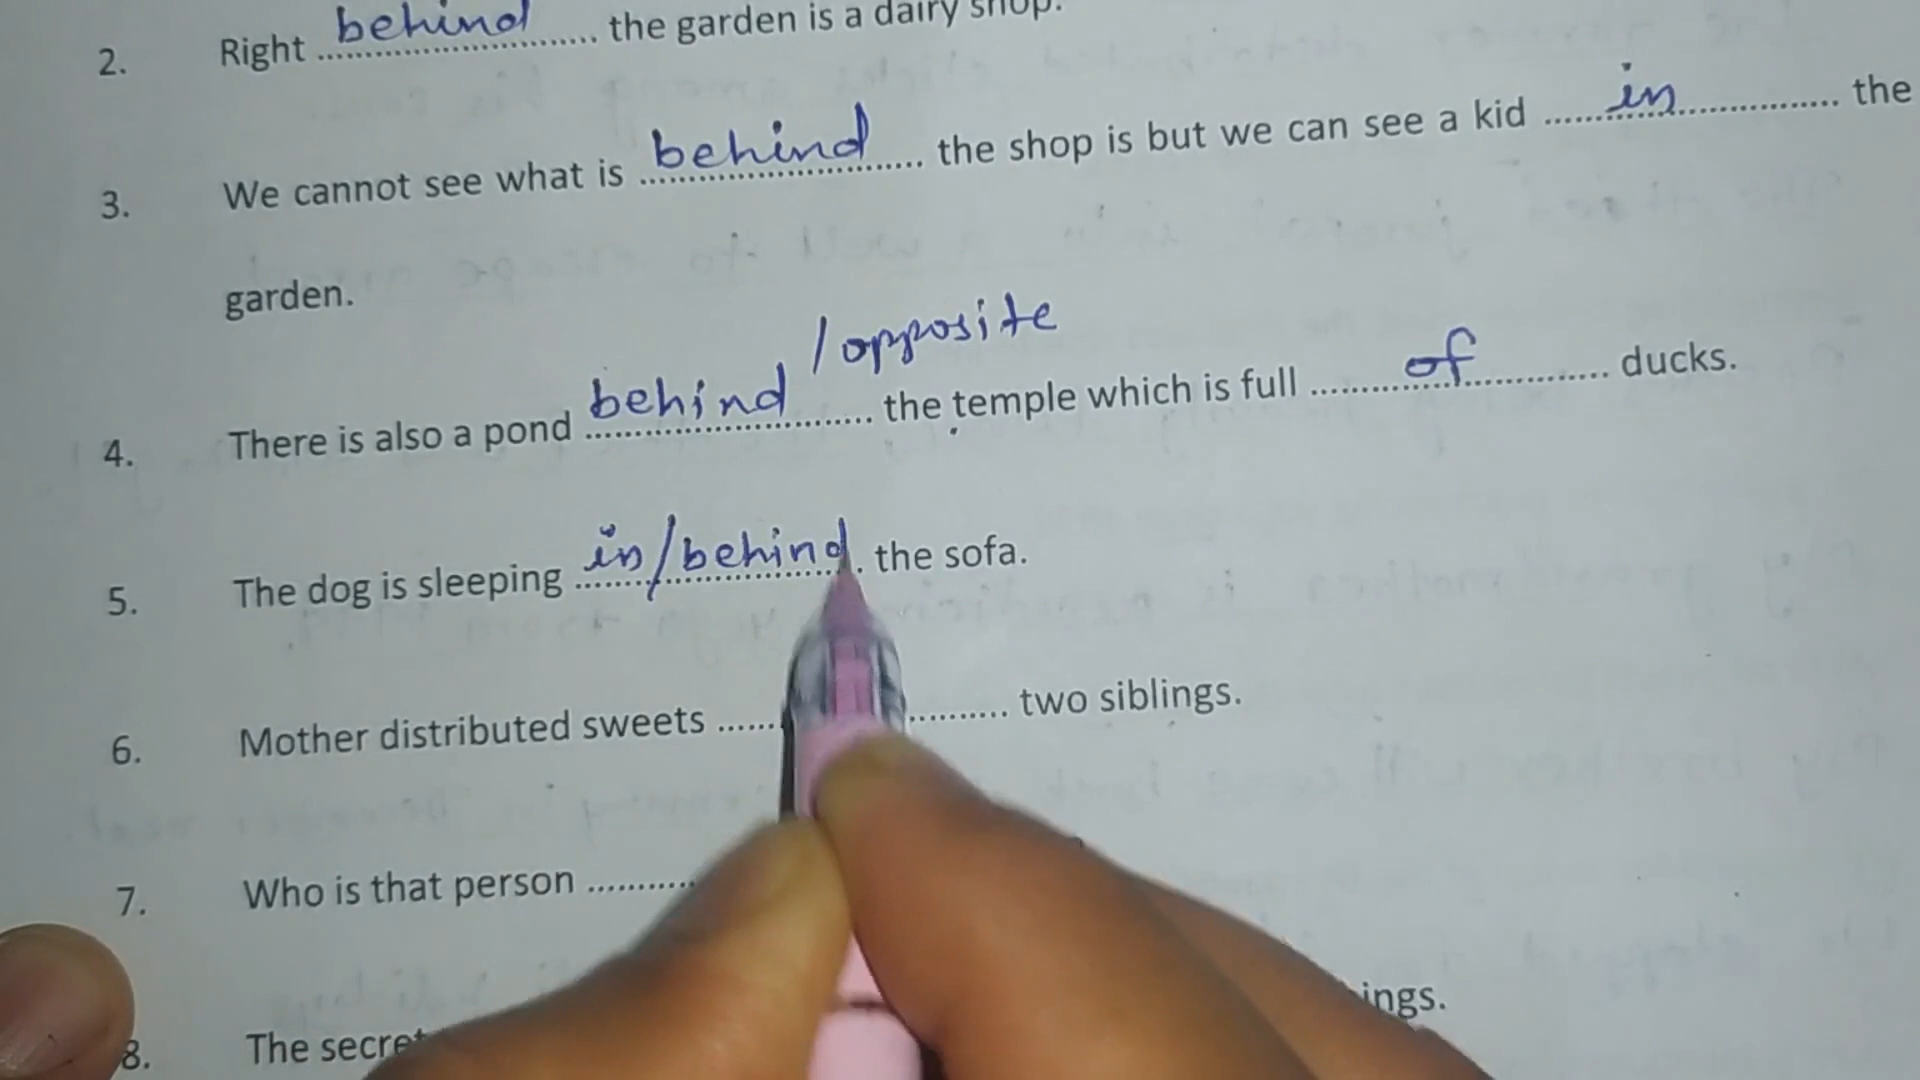 2. Right behind the garden is a dairy shop.
3. We cannot see what is behind the shop is but we can see a kid in the
garden.
/opposite
4. There is also a pond behind the temple which is full of ducks.
5. The dog is sleeping in/behind the sofa.
6. Mother distributed sweets .......... two siblings.
7. Who is that person ...........
8. The